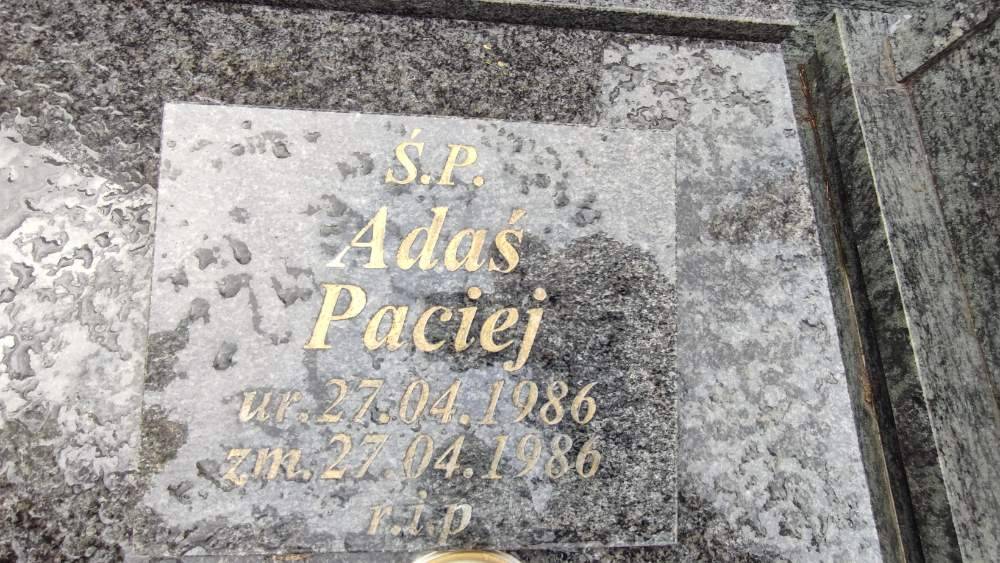 Ś.P.
Adaś
Paciej
ur.27.04.1986
zm.27.04.1986
r.i.p